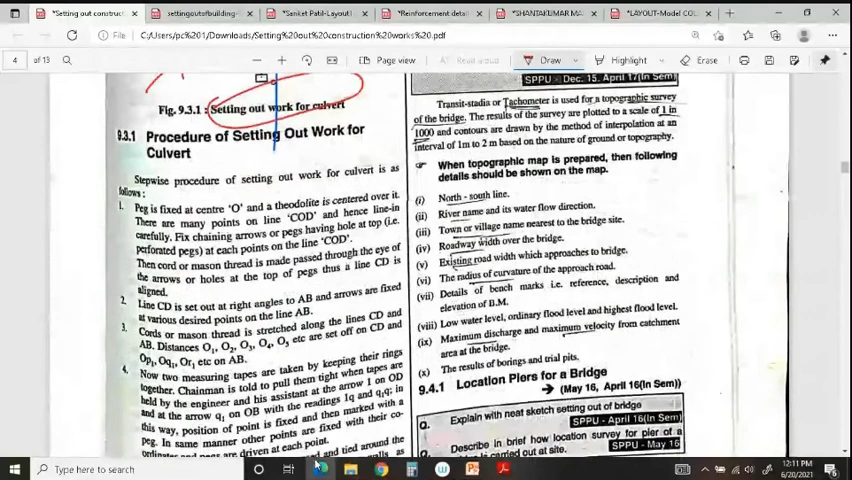 *Setting out construct
settingoutofbuilding-
*Sanket Patil-Layout1
*Reinforcement detai
*SHANTAKUMAR MA
*LAYOUT-Model COL
File
C:/Users/pc%201/Downloads/Setting%20out%20construction%20works%20.pdf
4
of 13
Page view
Draw
Highlight
Erase
Fig. 9.3.1 : Setting out work for culvert
9.3.1 Procedure of Setting Out Work for
Culvert
Stepwise procedure of setting out work for culvert is as
follows :
1. Peg is fixed at centre 'O' and a theodolite is centered over it.
There are many points on line 'COD' and hence line-in
carefully. Fix chaining arrows or pegs having hole at top (i.e.
perforated pegs) at each points on the line 'COD'.
Then cord or mason thread is made passed through the eye of
the arrows or holes at the top of pegs thus a line CD is
aligned.
2. Line CD is set out at right angles to AB and arrows are fixed
at various desired points on the line AB.
3. Cords or mason thread is stretched along the lines CD and
AB. Distances O1, O2, O3, O4, O5 etc are set off on CD and
Op1, Oq1, Or1 etc on AB.
4. Now two measuring tapes are taken by keeping their rings
together. Chainman is told to pull them tight when tapes are
held by the engineer and his assistant at the arrow 1 on OD
and at the arrow q1 on OB with the readings 1q and q1q; in
this way, position of point is fixed and then marked with a
peg. In same manner other points are fixed with their co-
ordinates and pegs are driven at each point.
and tied around the
as
SPPU - Dec. 15, April 17(In Sem)
Transit-stadia or Tachometer is used for a topographic survey
of the bridge. The results of the survey are plotted to a scale of 1 in
1000 and contours are drawn by the method of interpolation at an
interval of 1m to 2 m based on the nature of ground or topography.
☞ When topographic map is prepared, then following
details should be shown on the map.
(i) North - south line.
(ii) River name and its water flow direction.
(iii) Town or village name nearest to the bridge site.
(iv) Roadway width over the bridge.
(v) Existing road width which approaches to bridge.
(vi) The radius of curvature of the approach road.
(vii) Details of bench marks i.e. reference, description and
elevation of B.M.
(viii) Low water level, ordinary flood level and highest flood level.
(ix) Maximum discharge and maximum velocity from catchment
area at the bridge.
(x) The results of borings and trial pits.
9.4.1 Location Piers for a Bridge
→ (May 16, April 16(In Sem))
Q. Explain with neat sketch setting out of bridge
SPPU - April 16(In Sem)
Q. Describe in brief how location survey for pier of a
is carried out at site.
SPPU - May 16
Type here to search
12:11 PM
6/20/2021